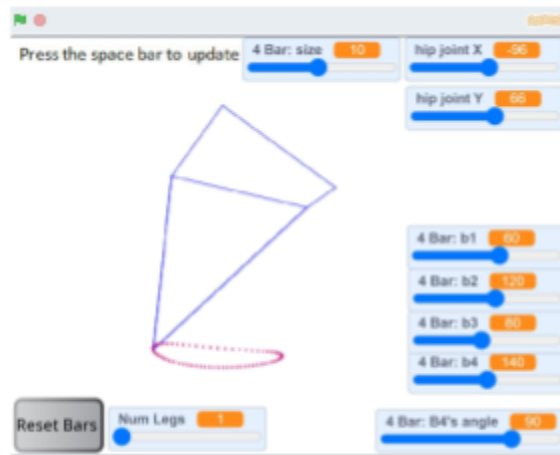 Press the space bar to update
4 Bar: size 10
hip joint X -96
hip joint Y 66
4 Bar: b1 60
4 Bar: b2 120
4 Bar: b3 80
4 Bar: b4 140
Reset Bars
Num Legs 1
4 Bar: B4's angle 90